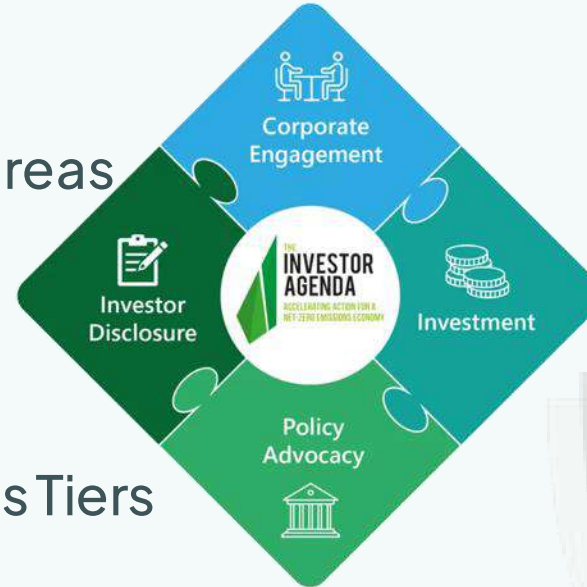 Corporate
Engagement
reas
THE
INVESTOR
AGENDA
ACCELERATING ACTION FOR A
NET-ZERO EMISSIONS ECONOMY
Investor
Disclosure
Investment
Policy
Advocacy
s Tiers